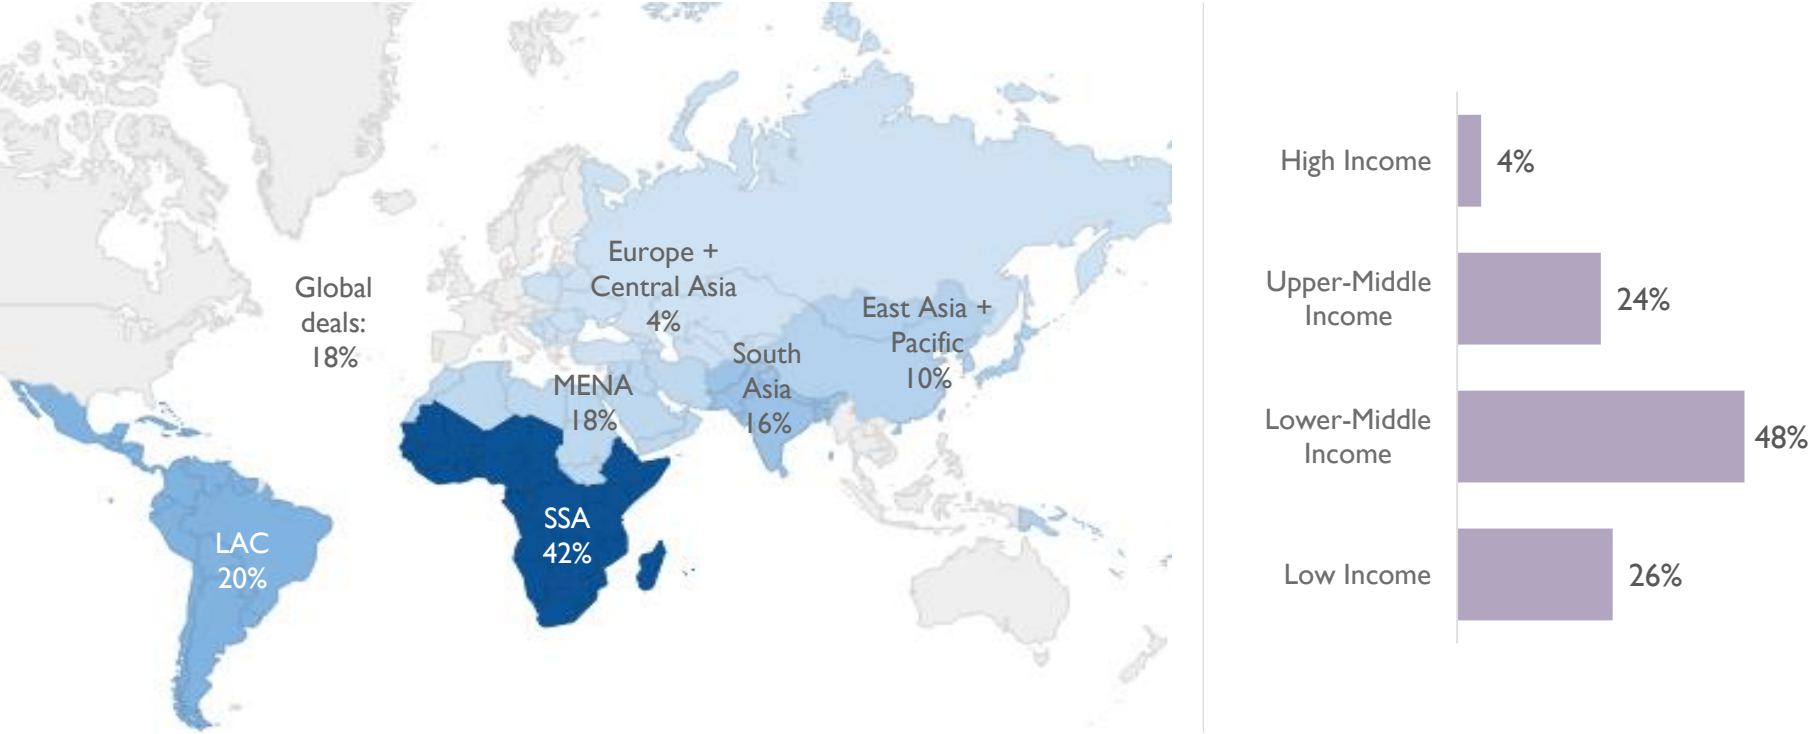 Global
deals:
18%
Europe +
Central Asia
4%
East Asia +
Pacific
10%
South
Asia
16%
MENA
18%
SSA
42%
LAC
20%
High Income
4%
Upper-Middle
Income
24%
Lower-Middle
Income
48%
Low Income
26%